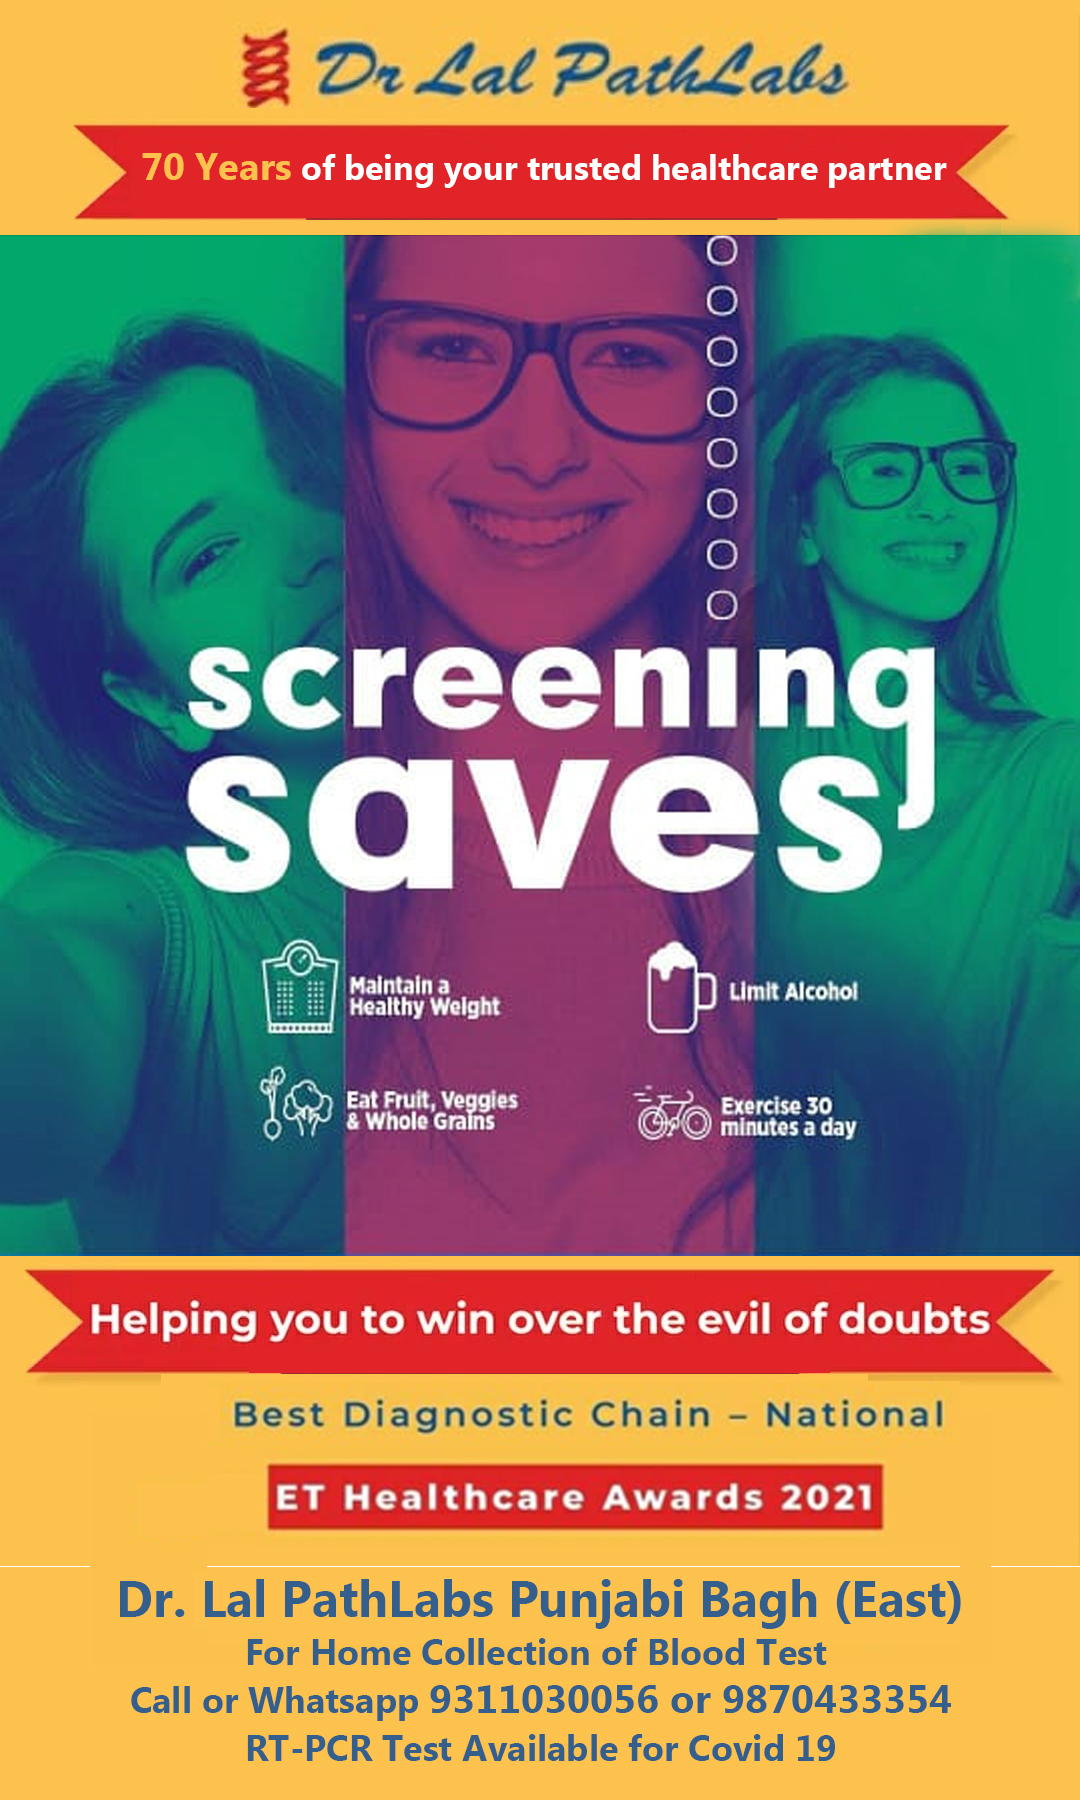 Dr Lal PathLabs
70 Years of being your trusted healthcare partner
screening
saves
Maintain a
Healthy Weight
Limit Alcohol
Eat Fruit, Veggies
& Whole Grains
Exercise 30
minutes a day
Helping you to win over the evil of doubts
Best Diagnostic Chain – National
ET Healthcare Awards 2021
Dr. Lal PathLabs Punjabi Bagh (East)
For Home Collection of Blood Test
Call or Whatsapp 9311030056 or 9870433354
RT-PCR Test Available for Covid 19